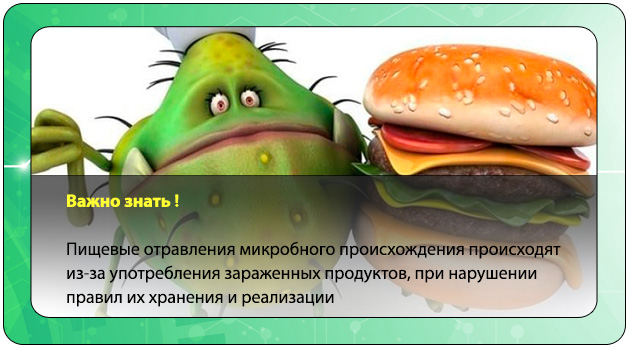 Важно знать !
Пищевые отравления микробного происхождения происходят
из-за употребления зараженных продуктов, при нарушении
правил их хранения и реализации